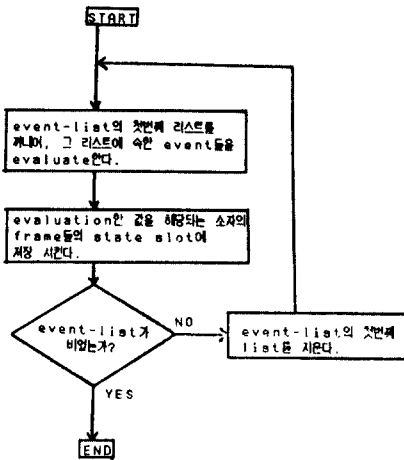 START
event-list의 첫번째 리스트를
꺼내어, 그 리스트에 속한 event들을
evaluate한다.
evaluation한 값을 해당되는 소자의
frame들의 state slot에
저장 시킨다.
event-list가
비었는가?
NO
event-list의 첫번째
list를 지운다.
YES
END